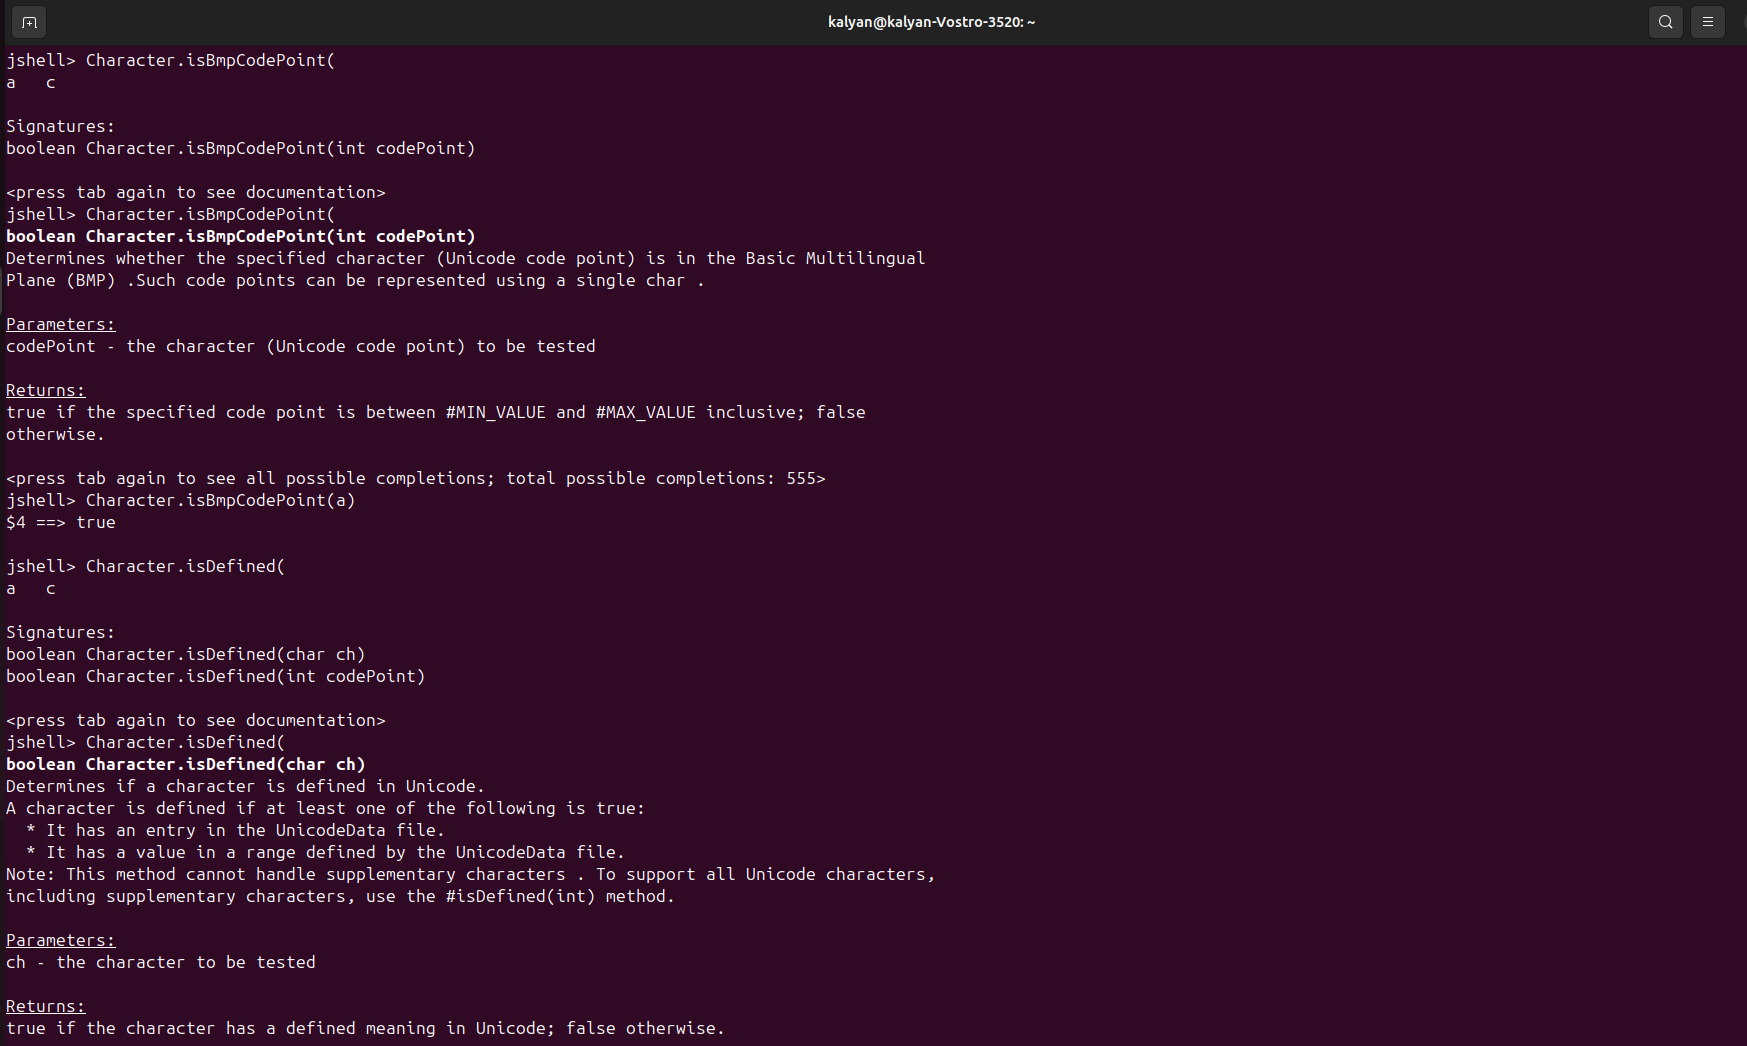 kalyan@kalyan-Vostro-3520: ~
jshell> Character.isBmpCodePoint(
a   c

Signatures:
boolean Character.isBmpCodePoint(int codePoint)

<press tab again to see documentation>
jshell> Character.isBmpCodePoint(
boolean Character.isBmpCodePoint(int codePoint)
Determines whether the specified character (Unicode code point) is in the Basic Multilingual
Plane (BMP) .Such code points can be represented using a single char .

Parameters:
codePoint - the character (Unicode code point) to be tested

Returns:
true if the specified code point is between #MIN_VALUE and #MAX_VALUE inclusive; false
otherwise.

<press tab again to see all possible completions; total possible completions: 555>
jshell> Character.isBmpCodePoint(a)
$4 ==> true

jshell> Character.isDefined(
a   c

Signatures:
boolean Character.isDefined(char ch)
boolean Character.isDefined(int codePoint)

<press tab again to see documentation>
jshell> Character.isDefined(
boolean Character.isDefined(char ch)
Determines if a character is defined in Unicode.
A character is defined if at least one of the following is true:
  * It has an entry in the UnicodeData file.
  * It has a value in a range defined by the UnicodeData file.
Note: This method cannot handle supplementary characters . To support all Unicode characters,
including supplementary characters, use the #isDefined(int) method.

Parameters:
ch - the character to be tested

Returns:
true if the character has a defined meaning in Unicode; false otherwise.